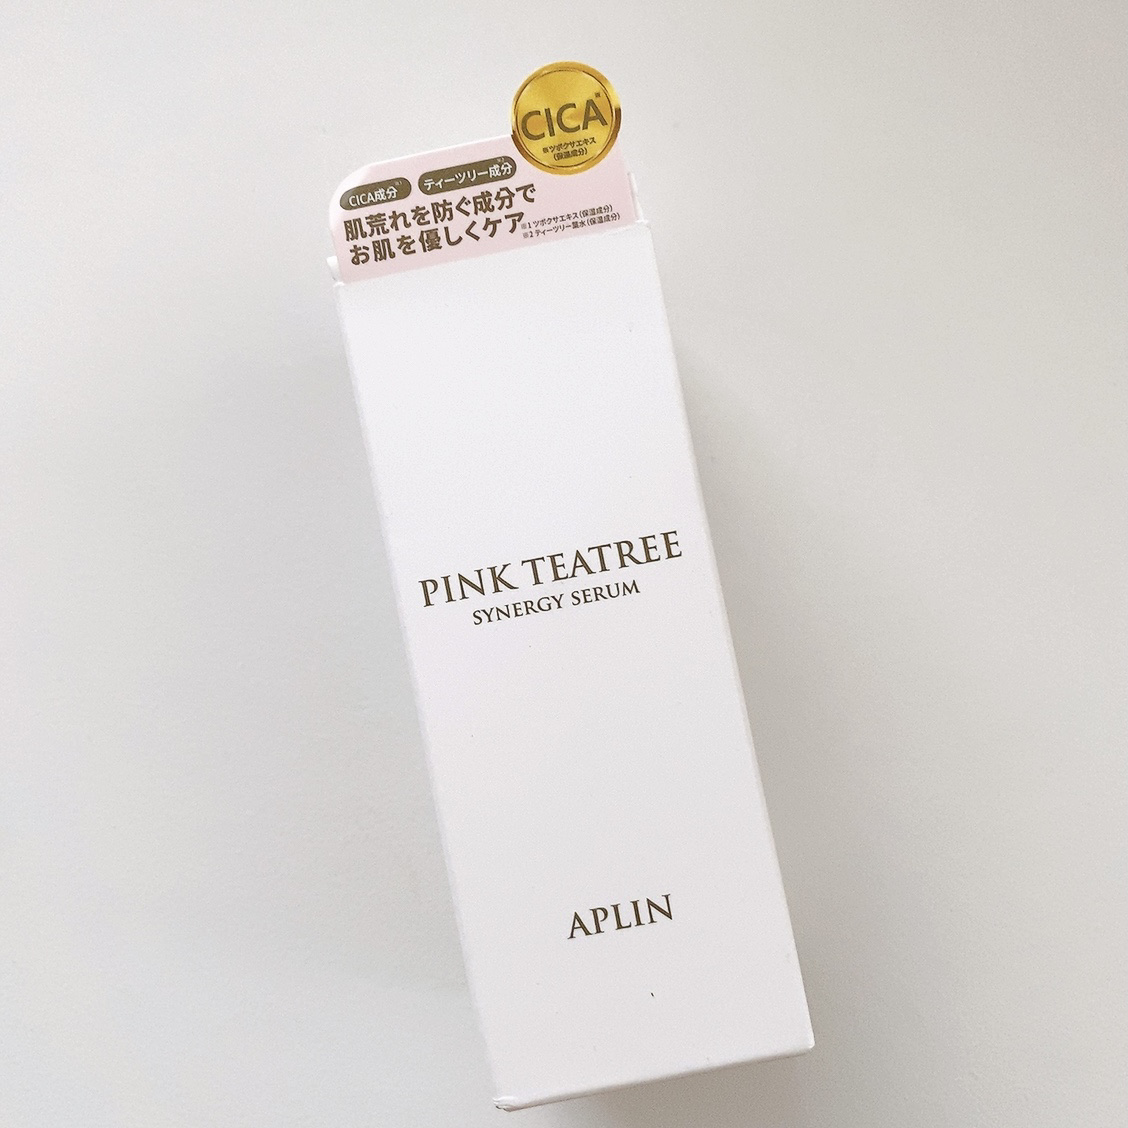 CICA※
※ツボクサエキス
(保湿成分)
CICA成分※1
ティーツリー成分※2
肌荒れを防ぐ成分で
お肌を優しくケア
※1 ツボクサエキス(保湿成分)
※2 ティーツリー葉水(保湿成分)
PINK TEATREE
SYNERGY SERUM
APLIN